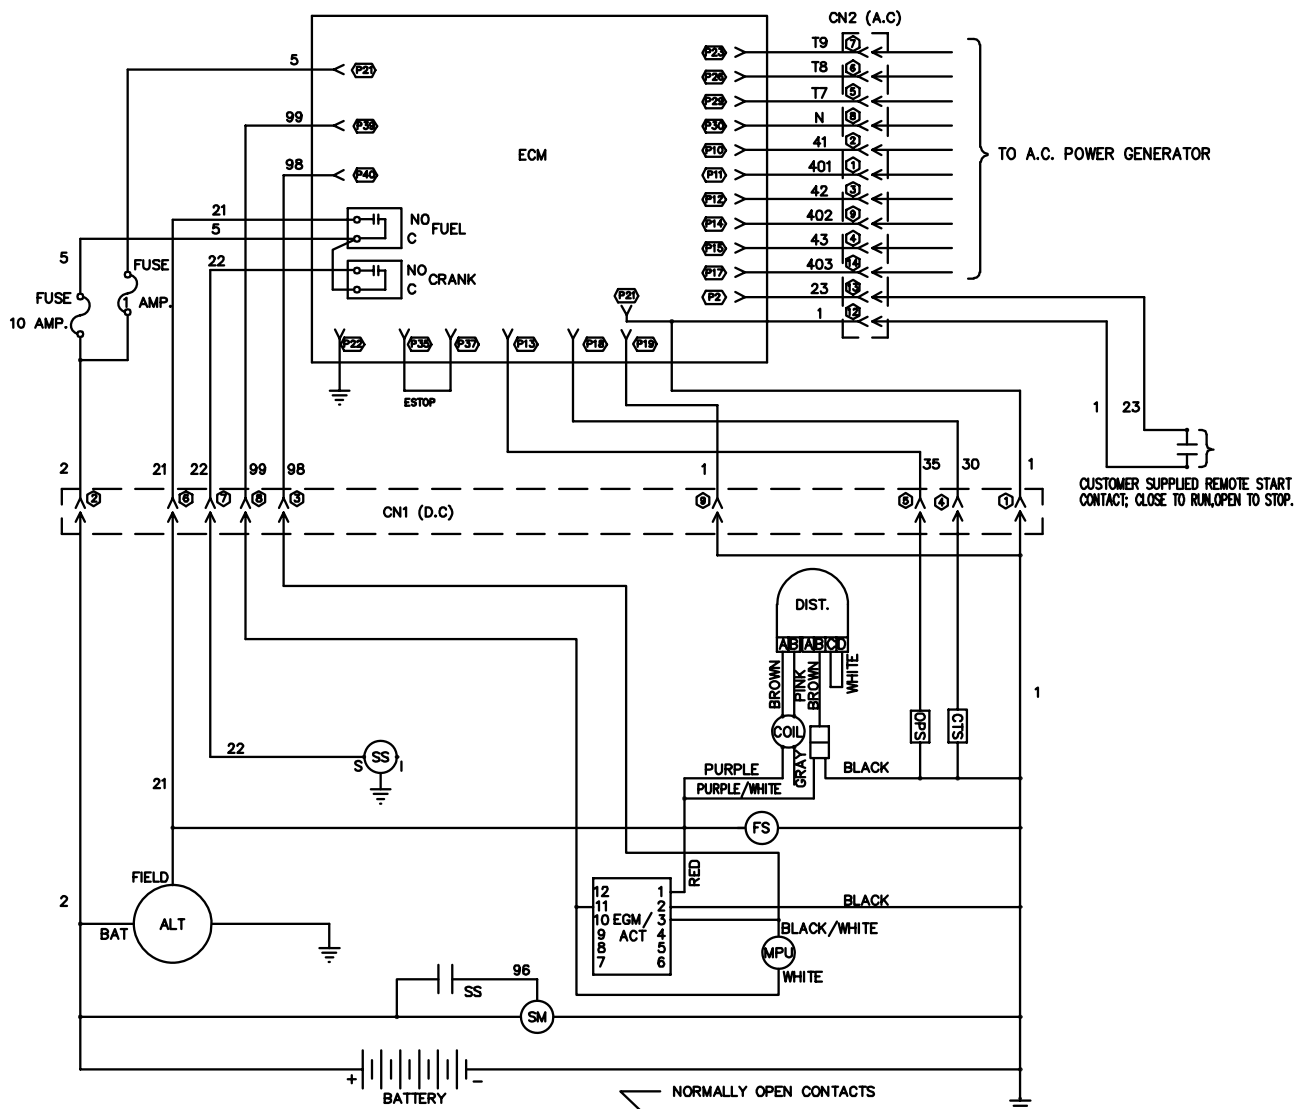 CN2 (A.C)
5 P21
99 P39
98 P40
ECM
P23 T9 7
P26 T8 6
P29 T7 5
P30 N 8
P10 41 2
P11 401 1
P12 42 3
P14 402 9
P15 43 4
P17 403 14
P2 23 13
P21 1 12
TO A.C. POWER GENERATOR
21 NO FUEL
5 C
22 NO CRANK
C
5
FUSE
1 AMP.
FUSE
10 AMP.
P22 P35 P37 P13 P18 P19
ESTOP
1 23
CUSTOMER SUPPLIED REMOTE START
CONTACT; CLOSE TO RUN,OPEN TO STOP.
2 21 22 99 98 1 35 30 1
2 6 7 8 3 9 5 4 1
CN1 (D.C)
DIST.
A B A B C D
BROWN
PINK
BROWN
WHITE
1
COIL
OPS
CTS
GRAY
22
S SS I
21
PURPLE
BLACK
PURPLE/WHITE
FS
RED
FIELD
ALT
BAT
2
12 1
11 2
10 EGM/ 3
9 ACT 4
8 5
7 6
BLACK
BLACK/WHITE
MPU
WHITE
96
SS
SM
+ -
BATTERY
NORMALLY OPEN CONTACTS